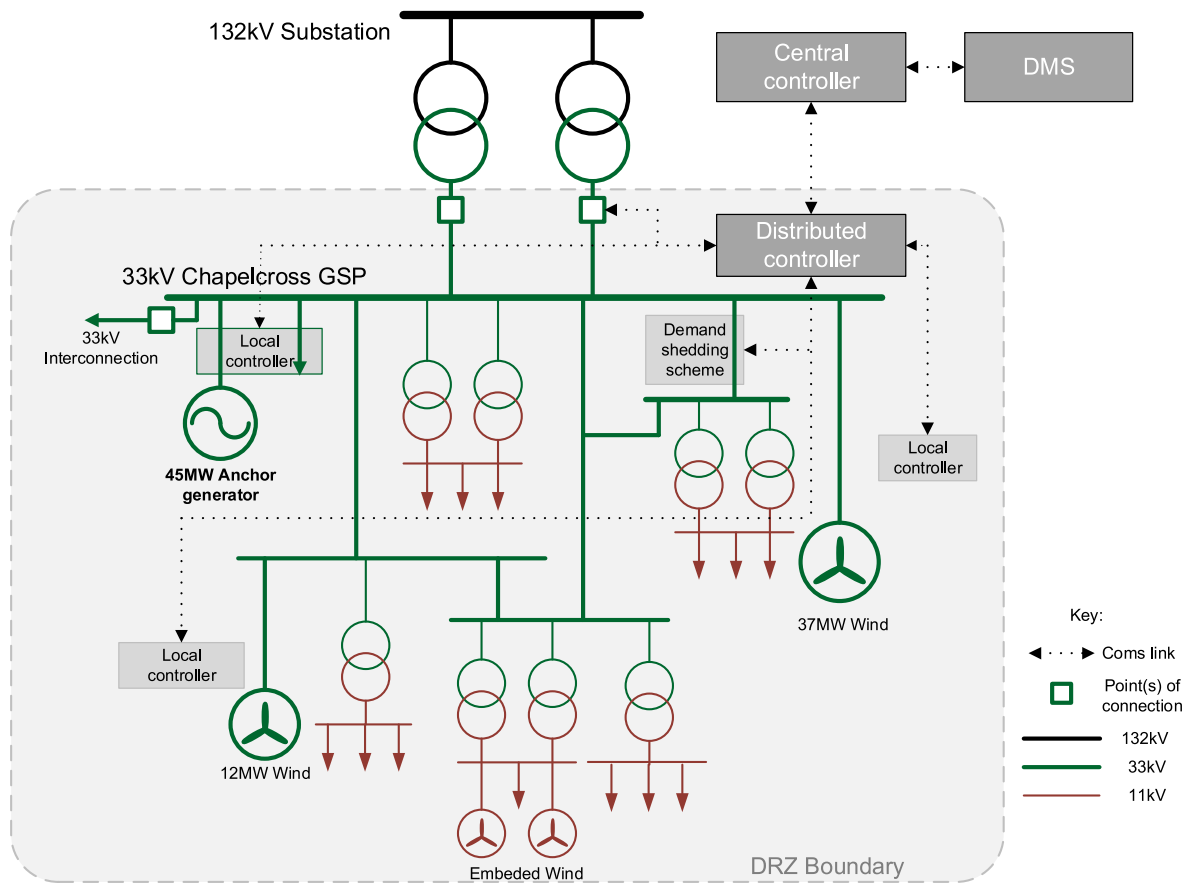 132kV Substation
Central
controller
DMS
Distributed
controller
33kV Chapelcross GSP
33kV
Interconnection
Local
controller
Demand
shedding
scheme
45MW Anchor
generator
Local
controller
37MW Wind
Local
controller
12MW Wind
Embeded Wind
Key:
Coms link
Point(s) of
connection
132kV
33kV
11kV
DRZ Boundary